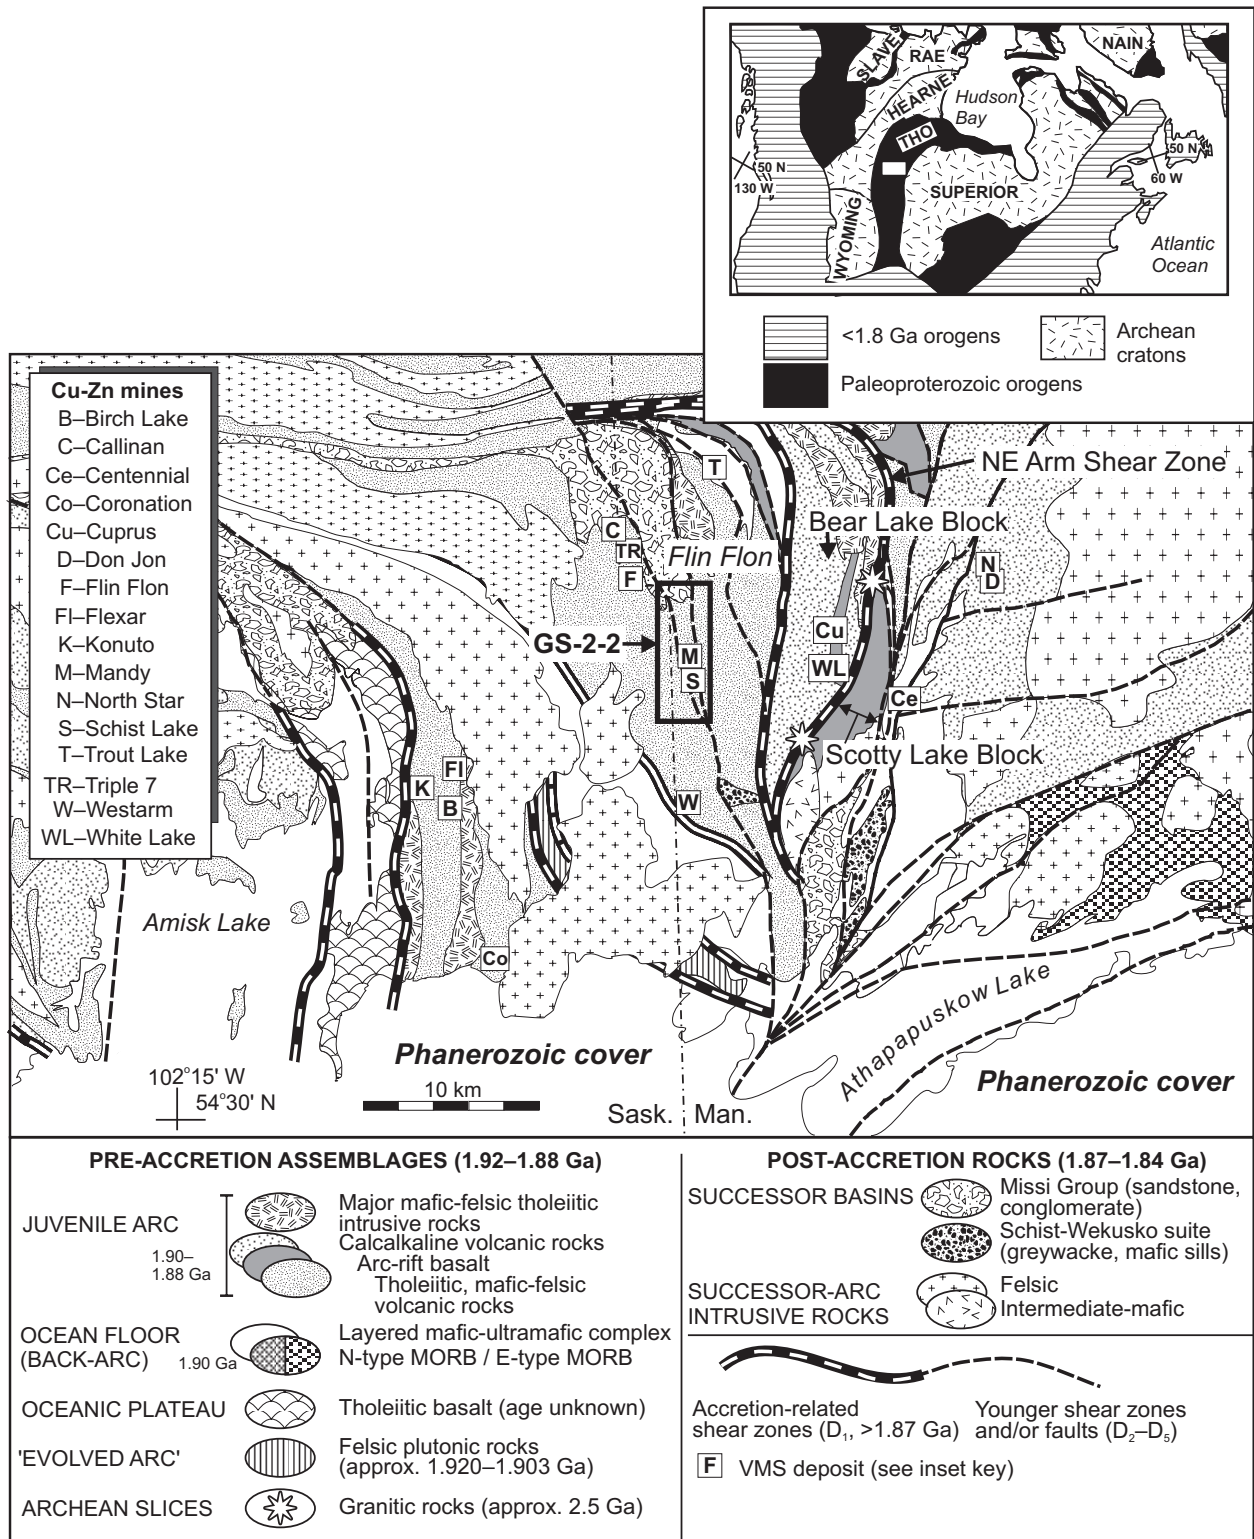 SLAVE
RAE
NAIN
HEARNE
Hudson
Bay
THO
50 N
130 W
50 N
60 W
SUPERIOR
WYOMING
Atlantic
Ocean
<1.8 Ga orogens
Archean
cratons
Paleoproterozoic orogens
Cu-Zn mines
B–Birch Lake
C–Callinan
Ce–Centennial
Co–Coronation
Cu–Cuprus
D–Don Jon
F–Flin Flon
Fl–Flexar
K–Konuto
M–Mandy
N–North Star
S–Schist Lake
T–Trout Lake
TR–Triple 7
W–Westarm
WL–White Lake
T
NE Arm Shear Zone
Bear Lake Block
C
TR
F
Flin Flon
N
D
GS-2-2
M
S
Cu
WL
Ce
Scotty Lake Block
Fl
K
B
W
Amisk Lake
Co
Athapapuskow Lake
Phanerozoic cover
Phanerozoic cover
102°15' W
54°30' N
10 km
Sask.
Man.
PRE-ACCRETION ASSEMBLAGES (1.92–1.88 Ga)
JUVENILE ARC
1.90–
1.88 Ga
Major mafic-felsic tholeiitic
intrusive rocks
Calcalkaline volcanic rocks
Arc-rift basalt
Tholeiitic, mafic-felsic
volcanic rocks
OCEAN FLOOR
(BACK-ARC)
1.90 Ga
Layered mafic-ultramafic complex
N-type MORB / E-type MORB
OCEANIC PLATEAU
Tholeiitic basalt (age unknown)
'EVOLVED ARC'
Felsic plutonic rocks
(approx. 1.920–1.903 Ga)
ARCHEAN SLICES
Granitic rocks (approx. 2.5 Ga)
POST-ACCRETION ROCKS (1.87–1.84 Ga)
SUCCESSOR BASINS
Missi Group (sandstone,
conglomerate)
Schist-Wekusko suite
(greywacke, mafic sills)
SUCCESSOR-ARC
INTRUSIVE ROCKS
Felsic
Intermediate-mafic
Accretion-related
shear zones (D₁, >1.87 Ga)
Younger shear zones
and/or faults (D₂–D₅)
F
VMS deposit (see inset key)